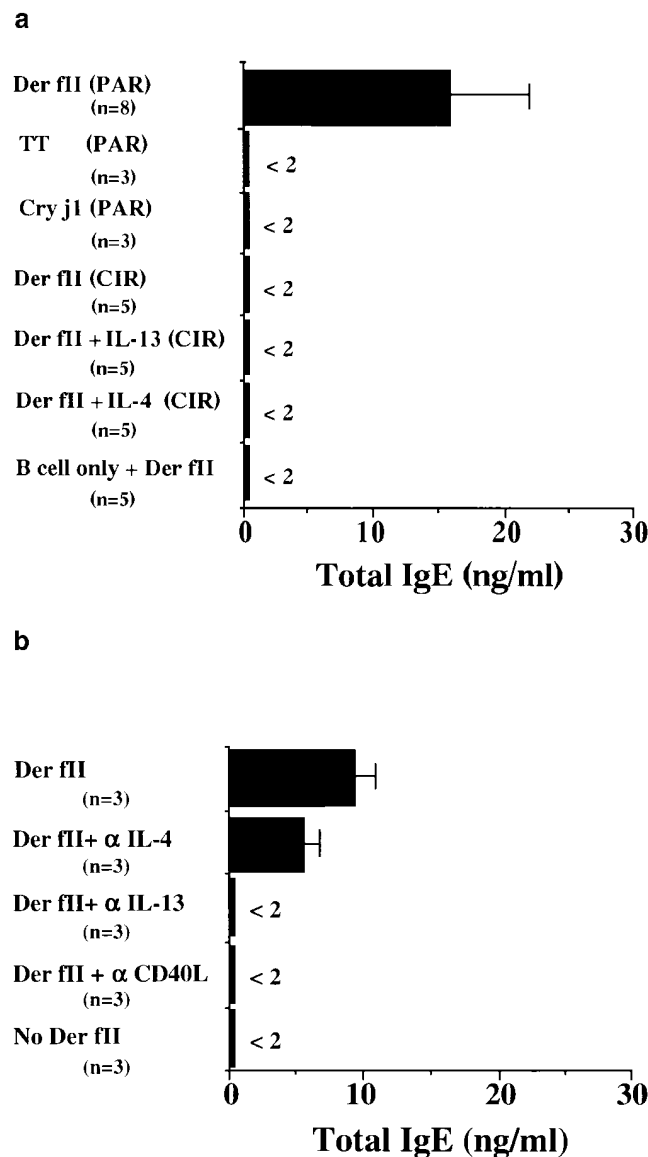 a
Der fII (PAR)
(n=8)
TT (PAR)
(n=3)
< 2
Cry j1 (PAR)
(n=3)
< 2
Der fII (CIR)
(n=5)
< 2
Der fII + IL-13 (CIR)
(n=5)
< 2
Der fII + IL-4 (CIR)
(n=5)
< 2
B cell only + Der fII
(n=5)
< 2
0 10 20 30
Total IgE (ng/ml)
b
Der fII
(n=3)
Der fII+ α IL-4
(n=3)
Der fII+ α IL-13
(n=3)
< 2
Der fII + α CD40L
(n=3)
< 2
No Der fII
(n=3)
< 2
0 10 20 30
Total IgE (ng/ml)